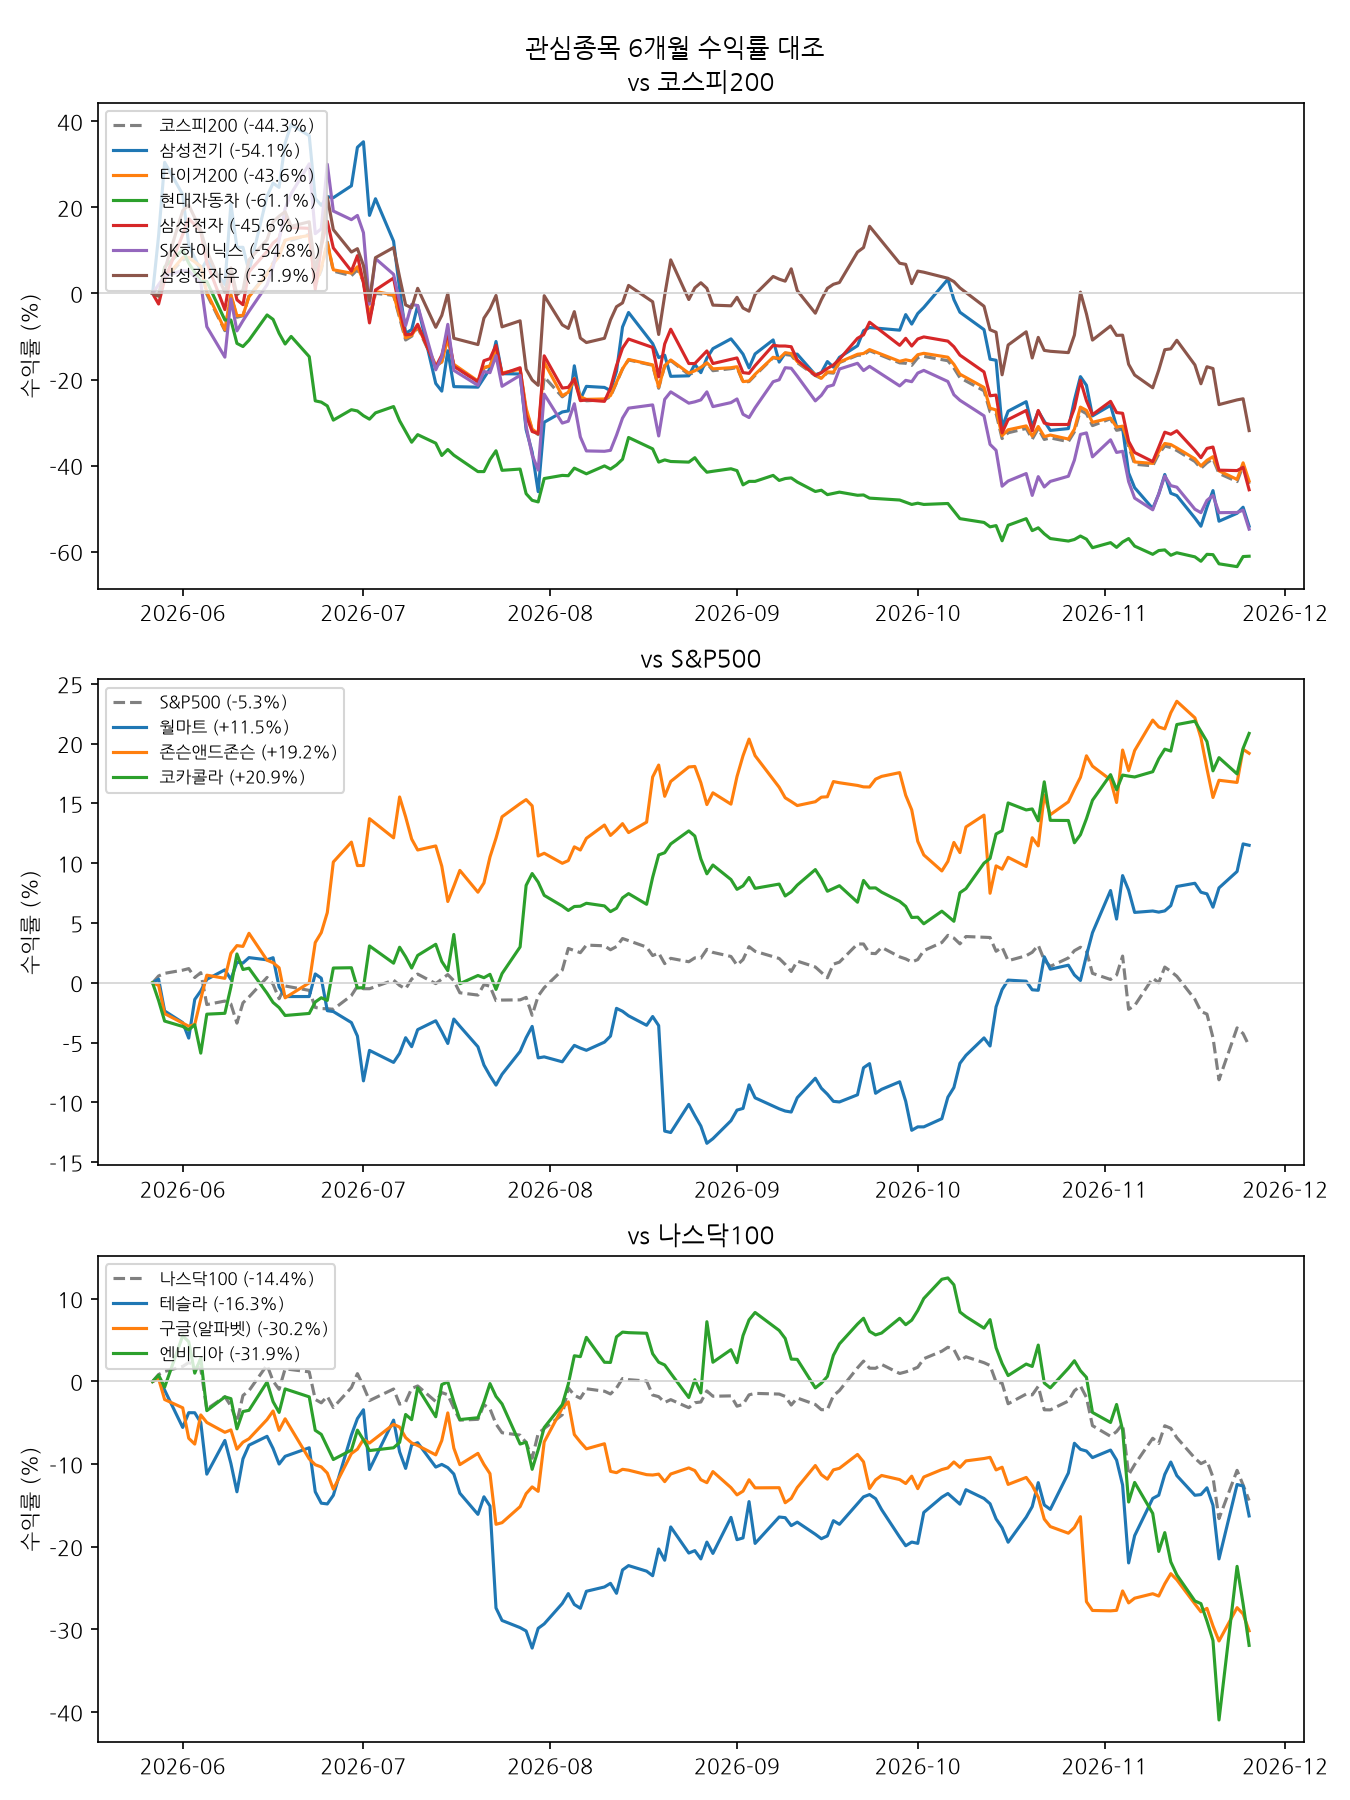 관심종목 6개월 수익률 대조
vs 코스피200
40
20
0
-20
-40
-60
수익률 (%)
코스피200 (-44.3%)
삼성전기 (-54.1%)
타이거200 (-43.6%)
현대자동차 (-61.1%)
삼성전자 (-45.6%)
SK하이닉스 (-54.8%)
삼성전자우 (-31.9%)
2026-06 2026-07 2026-08 2026-09 2026-10 2026-11 2026-12
vs S&P500
25
20
15
10
5
0
-5
-10
-15
수익률 (%)
S&P500 (-5.3%)
월마트 (+11.5%)
존슨앤드존슨 (+19.2%)
코카콜라 (+20.9%)
2026-06 2026-07 2026-08 2026-09 2026-10 2026-11 2026-12
vs 나스닥100
10
0
-10
-20
-30
-40
수익률 (%)
나스닥100 (-14.4%)
테슬라 (-16.3%)
구글(알파벳) (-30.2%)
엔비디아 (-31.9%)
2026-06 2026-07 2026-08 2026-09 2026-10 2026-11 2026-12